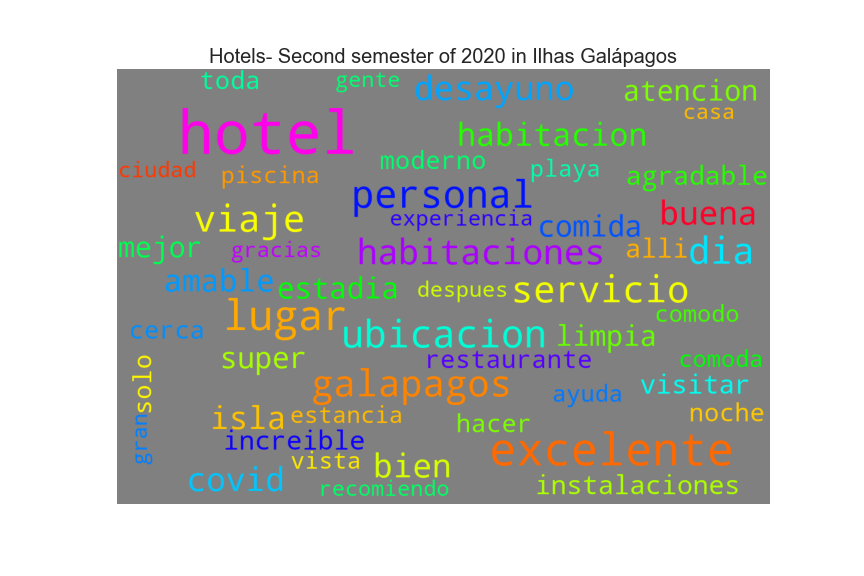 Hotels- Second semester of 2020 in Ilhas Galápagos
toda
gente
desayuno
atencion
casa
hotel
habitacion
moderno
playa
ciudad
piscina
agradable
personal
viaje
experiencia
comida
buena
mejor
gracias
habitaciones
alli
dia
amable
estadia
despues
servicio
lugar
cerca
ubicacion
limpia
comodo
super
restaurante
comoda
solo
galapagos
ayuda
visitar
isla
estancia
hacer
noche
gran
increible
vista
bien
excelente
covid
recomiendo
instalaciones